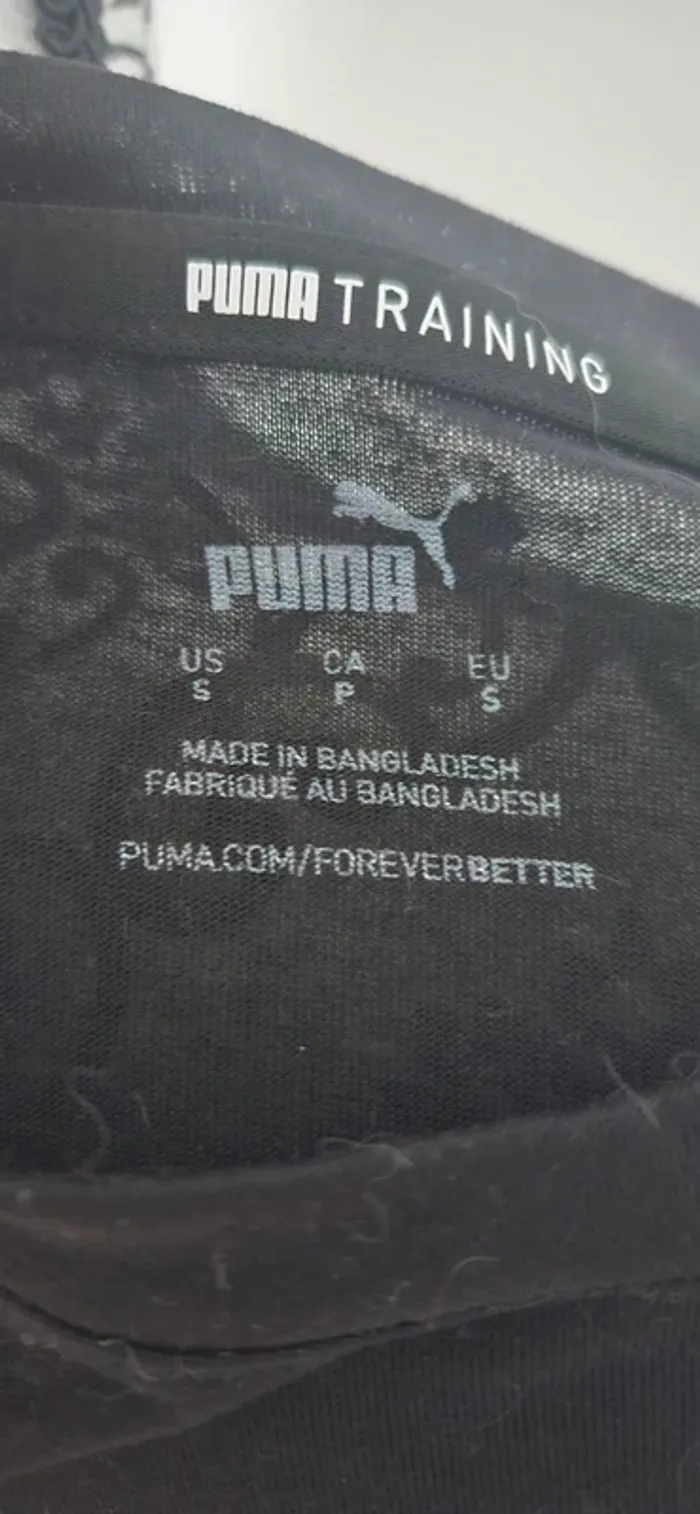 PUMA TRAINING
PUMA
US CA EU
S P S
MADE IN BANGLADESH
FABRIQUÉ AU BANGLADESH
PUMA.COM/FOREVERBETTER